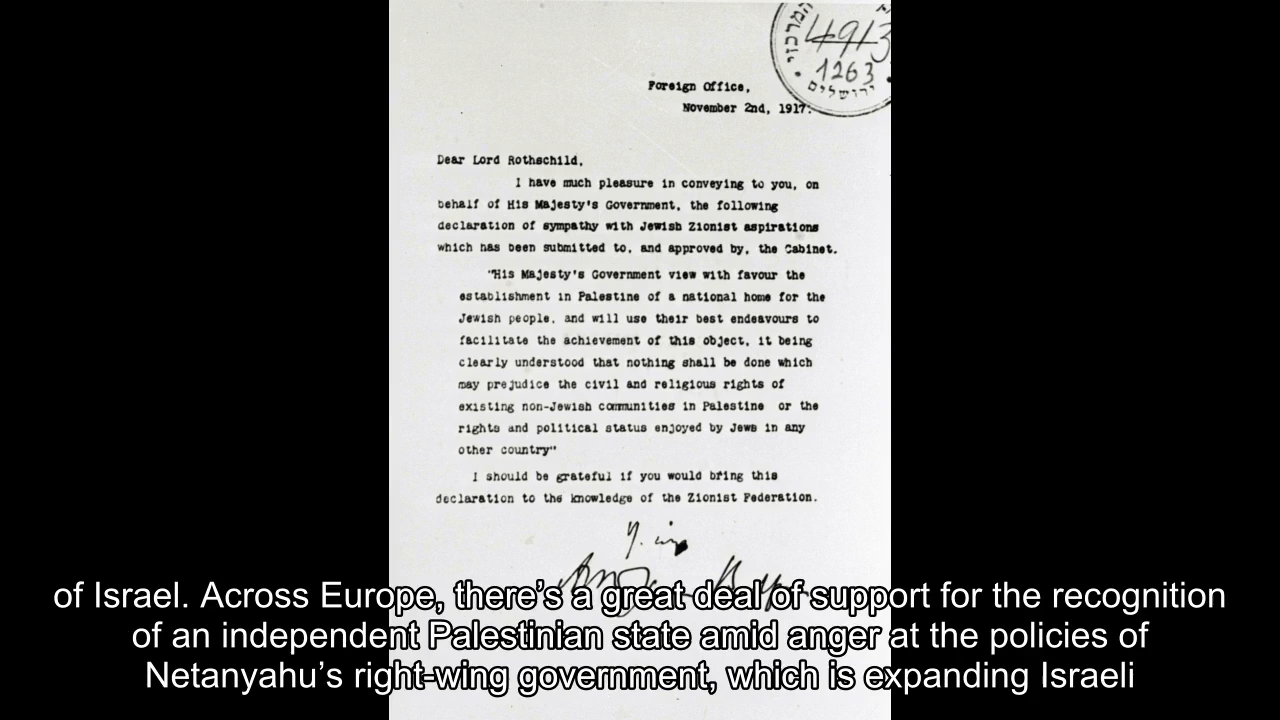 המרכזי
4913
1263
ירושלים
Foreign Office,
November 2nd, 1917.
Dear Lord Rothschild,
I have much pleasure in conveying to you, on
behalf of His Majesty's Government, the following
declaration of sympathy with Jewish Zionist aspirations
which has been submitted to, and approved by, the Cabinet.
"His Majesty's Government view with favour the
establishment in Palestine of a national home for the
Jewish people, and will use their best endeavours to
facilitate the achievement of this object, it being
clearly understood that nothing shall be done which
may prejudice the civil and religious rights of
existing non-Jewish communities in Palestine or the
rights and political status enjoyed by Jews in any
other country"
I should be grateful if you would bring this
declaration to the knowledge of the Zionist Federation.
of Israel. Across Europe, there’s a great deal of support for the recognition
of an independent Palestinian state amid anger at the policies of
Netanyahu’s right-wing government, which is expanding Israeli